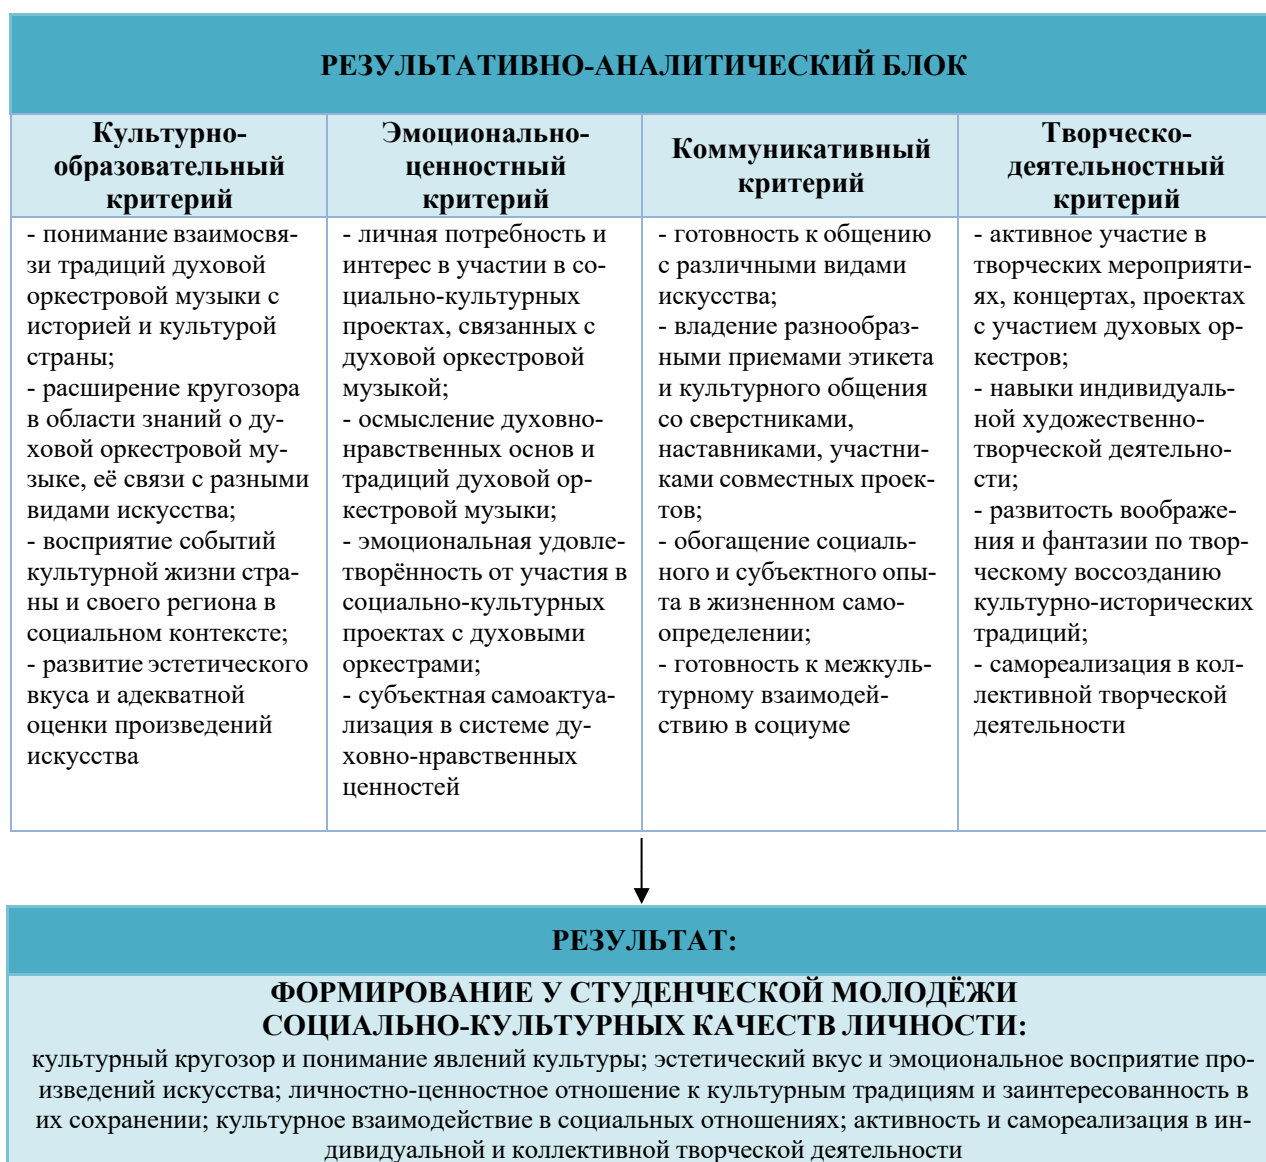 РЕЗУЛЬТАТИВНО-АНАЛИТИЧЕСКИЙ БЛОК
Культурно-
образовательный
критерий
Эмоционально-
ценностный
критерий
Коммуникативный
критерий
Творческо-
деятельностный
критерий
- понимание взаимосвя-
зи традиций духовой
оркестровой музыки с
историей и культурой
страны;
- расширение кругозора
в области знаний о ду-
ховой оркестровой му-
зыке, её связи с разными
видами искусства;
- восприятие событий
культурной жизни стра-
ны и своего региона в
социальном контексте;
- развитие эстетического
вкуса и адекватной
оценки произведений
искусства
- личная потребность и
интерес в участии в со-
циально-культурных
проектах, связанных с
духовой оркестровой
музыкой;
- осмысление духовно-
нравственных основ и
традиций духовой ор-
кестровой музыки;
- эмоциональная удовле-
творённость от участия в
социально-культурных
проектах с духовыми
оркестрами;
- субъектная самоактуа-
лизация в системе ду-
ховно-нравственных
ценностей
- готовность к общению
с различными видами
искусства;
- владение разнообраз-
ными приемами этикета
и культурного общения
со сверстниками,
наставниками, участни-
ками совместных проек-
тов;
- обогащение социаль-
ного и субъектного опы-
та в жизненном само-
определении;
- готовность к межкуль-
турному взаимодей-
ствию в социуме
- активное участие в
творческих мероприяти-
ях, концертах, проектах
с участием духовых ор-
кестров;
- навыки индивидуаль-
ной художественно-
творческой деятельно-
сти;
- развитость воображе-
ния и фантазии по твор-
ческому воссозданию
культурно-исторических
традиций;
- самореализация в кол-
лективной творческой
деятельности
РЕЗУЛЬТАТ:
ФОРМИРОВАНИЕ У СТУДЕНЧЕСКОЙ МОЛОДЁЖИ
СОЦИАЛЬНО-КУЛЬТУРНЫХ КАЧЕСТВ ЛИЧНОСТИ:
культурный кругозор и понимание явлений культуры; эстетический вкус и эмоциональное восприятие про-
изведений искусства; личностно-ценностное отношение к культурным традициям и заинтересованность в
их сохранении; культурное взаимодействие в социальных отношениях; активность и самореализация в ин-
дивидуальной и коллективной творческой деятельности